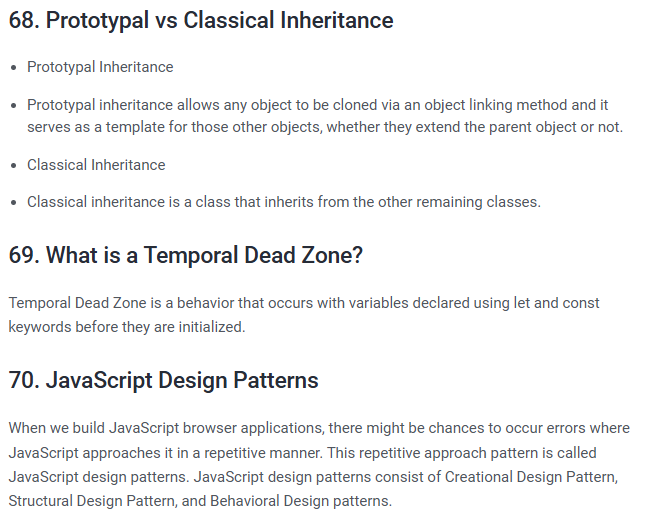 68. Prototypal vs Classical Inheritance
• Prototypal Inheritance
• Prototypal inheritance allows any object to be cloned via an object linking method and it
serves as a template for those other objects, whether they extend the parent object or not.
• Classical Inheritance
• Classical inheritance is a class that inherits from the other remaining classes.
69. What is a Temporal Dead Zone?
Temporal Dead Zone is a behavior that occurs with variables declared using let and const
keywords before they are initialized.
70. JavaScript Design Patterns
When we build JavaScript browser applications, there might be chances to occur errors where
JavaScript approaches it in a repetitive manner. This repetitive approach pattern is called
JavaScript design patterns. JavaScript design patterns consist of Creational Design Pattern,
Structural Design Pattern, and Behavioral Design patterns.